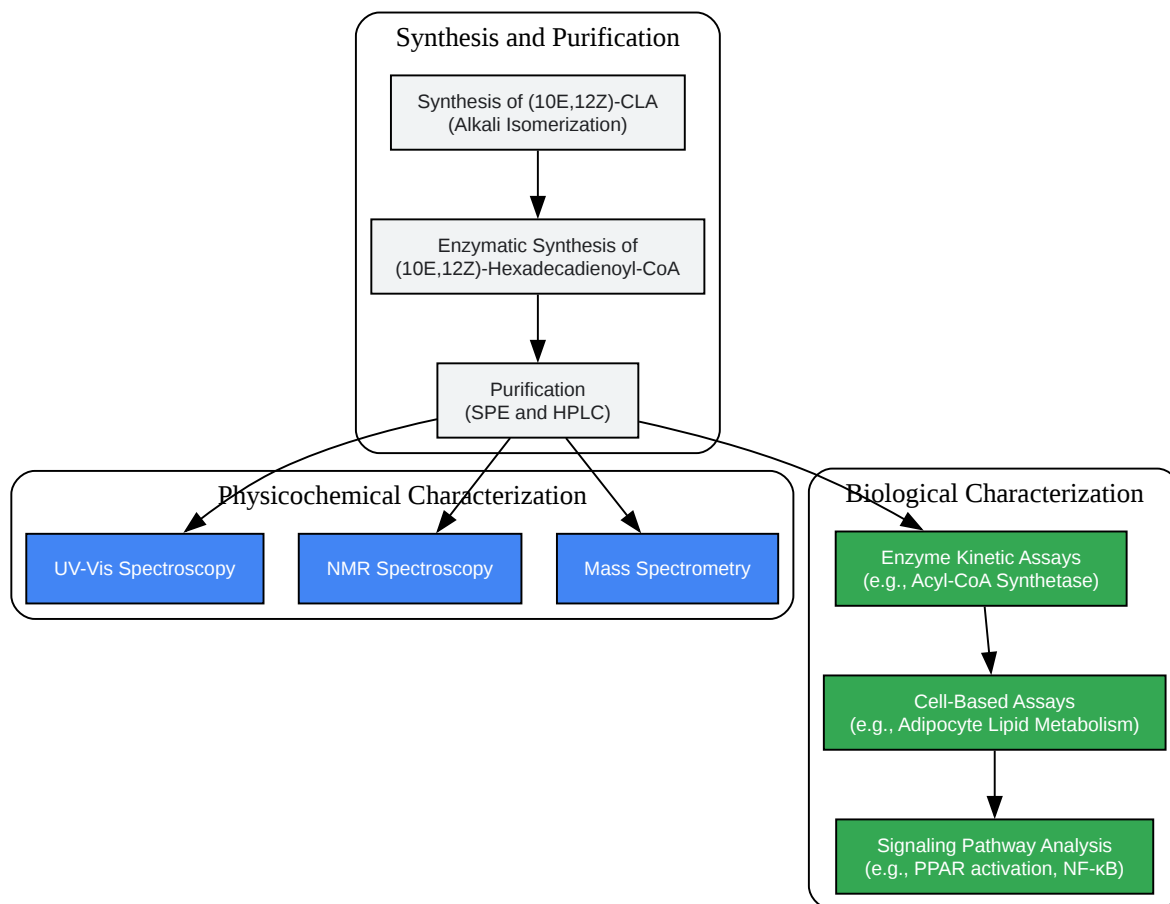 Synthesis and Purification
Synthesis of (10E,12Z)-CLA
(Alkali Isomerization)
Enzymatic Synthesis of
(10E,12Z)-Hexadecadienoyl-CoA
Purification
(SPE and HPLC)
Physicochemical Characterization
UV-Vis Spectroscopy
NMR Spectroscopy
Mass Spectrometry
Biological Characterization
Enzyme Kinetic Assays
(e.g., Acyl-CoA Synthetase)
Cell-Based Assays
(e.g., Adipocyte Lipid Metabolism)
Signaling Pathway Analysis
(e.g., PPAR activation, NF-κB)